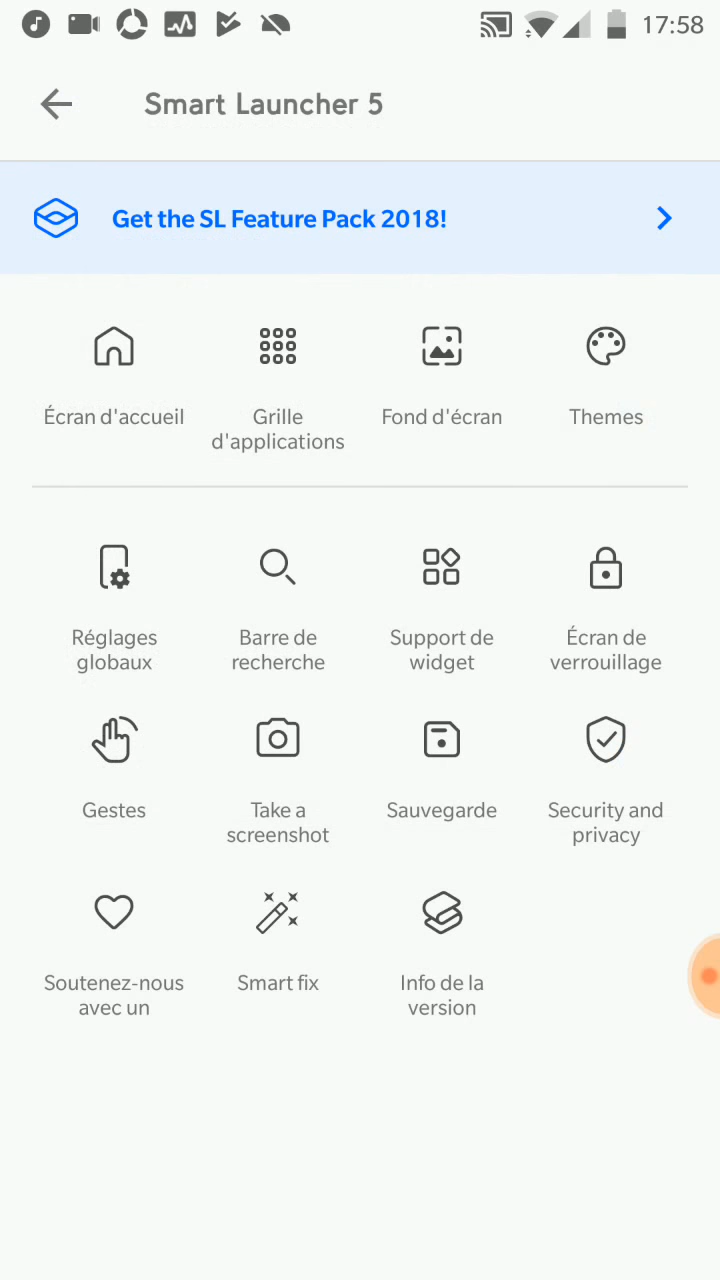 17:58
Smart Launcher 5
Get the SL Feature Pack 2018!
Écran d'accueil
Grille
d'applications
Fond d'écran
Themes
Réglages
globaux
Barre de
recherche
Support de
widget
Écran de
verrouillage
Gestes
Take a
screenshot
Sauvegarde
Security and
privacy
Soutenez-nous
avec un
Smart fix
Info de la
version